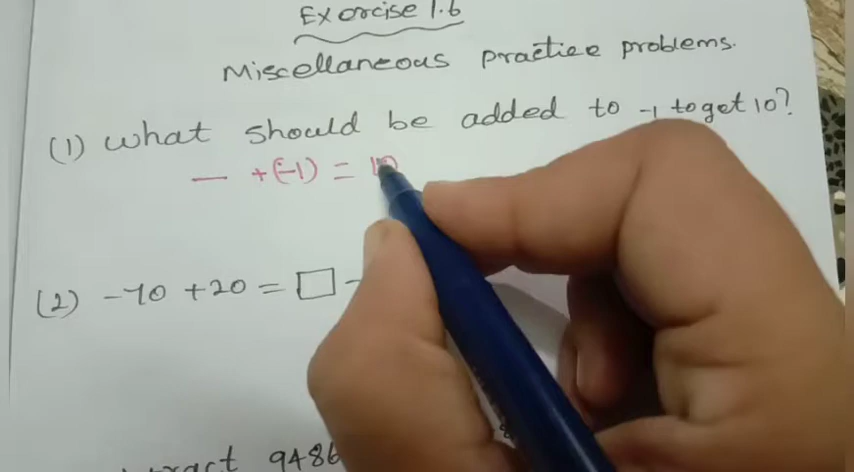 Exercise 1.6
Miscellaneous practice problems.
(1) What should be added to -1 to get 10?
— +(-1) = 10
(2) -70 +20 = □ -
9486